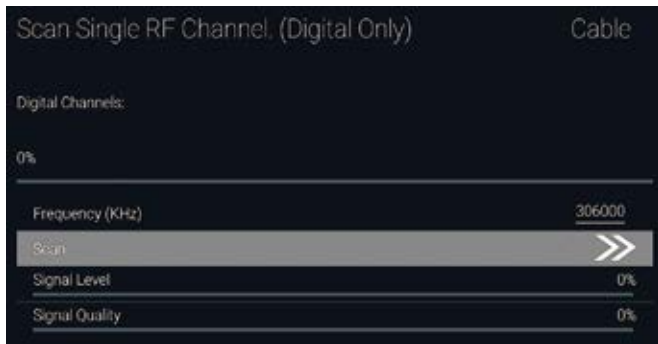 Scan Single RF Channel. (Digital Only) Cable
Digital Channels:
0%
Frequency (KHz) 306000
Scan
Signal Level 0%
Signal Quality 0%